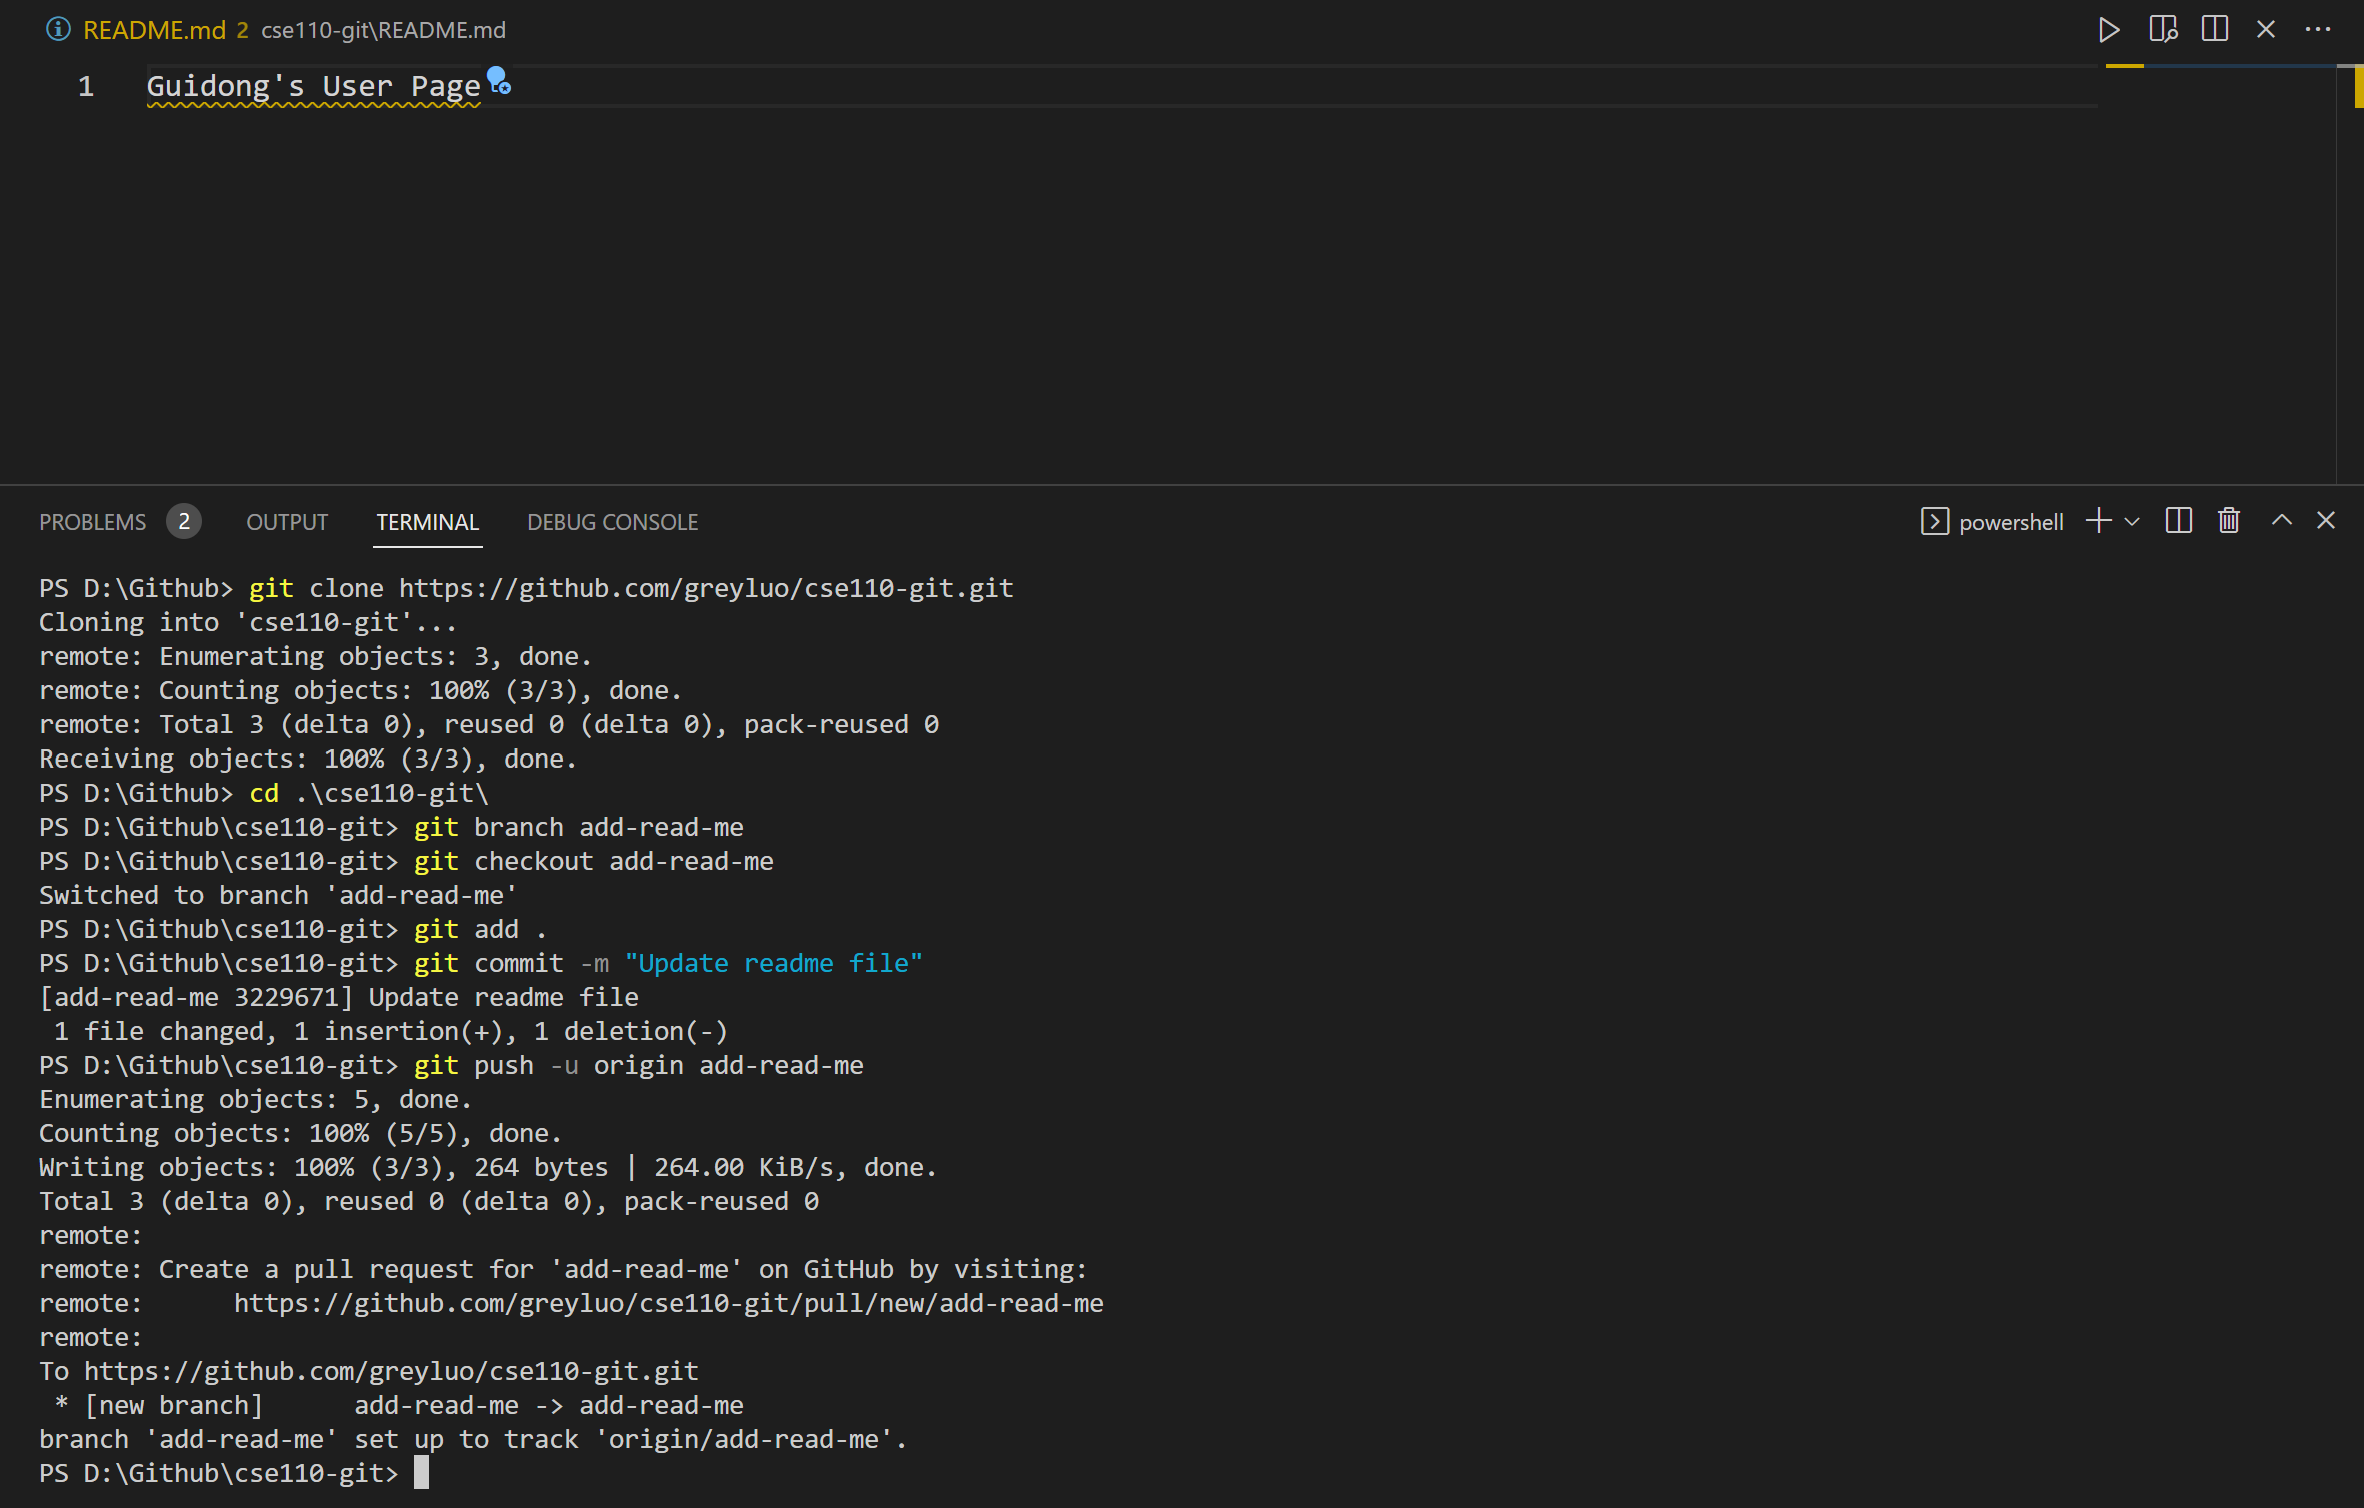 README.md 2 cse110-git\README.md
1 Guidong's User Page
PROBLEMS 2 OUTPUT TERMINAL DEBUG CONSOLE powershell
PS D:\Github> git clone https://github.com/greyluo/cse110-git.git
Cloning into 'cse110-git'...
remote: Enumerating objects: 3, done.
remote: Counting objects: 100% (3/3), done.
remote: Total 3 (delta 0), reused 0 (delta 0), pack-reused 0
Receiving objects: 100% (3/3), done.
PS D:\Github> cd .\cse110-git\
PS D:\Github\cse110-git> git branch add-read-me
PS D:\Github\cse110-git> git checkout add-read-me
Switched to branch 'add-read-me'
PS D:\Github\cse110-git> git add .
PS D:\Github\cse110-git> git commit -m "Update readme file"
[add-read-me 3229671] Update readme file
 1 file changed, 1 insertion(+), 1 deletion(-)
PS D:\Github\cse110-git> git push -u origin add-read-me
Enumerating objects: 5, done.
Counting objects: 100% (5/5), done.
Writing objects: 100% (3/3), 264 bytes | 264.00 KiB/s, done.
Total 3 (delta 0), reused 0 (delta 0), pack-reused 0
remote:
remote: Create a pull request for 'add-read-me' on GitHub by visiting:
remote:      https://github.com/greyluo/cse110-git/pull/new/add-read-me
remote:
To https://github.com/greyluo/cse110-git.git
 * [new branch]      add-read-me -> add-read-me
branch 'add-read-me' set up to track 'origin/add-read-me'.
PS D:\Github\cse110-git>